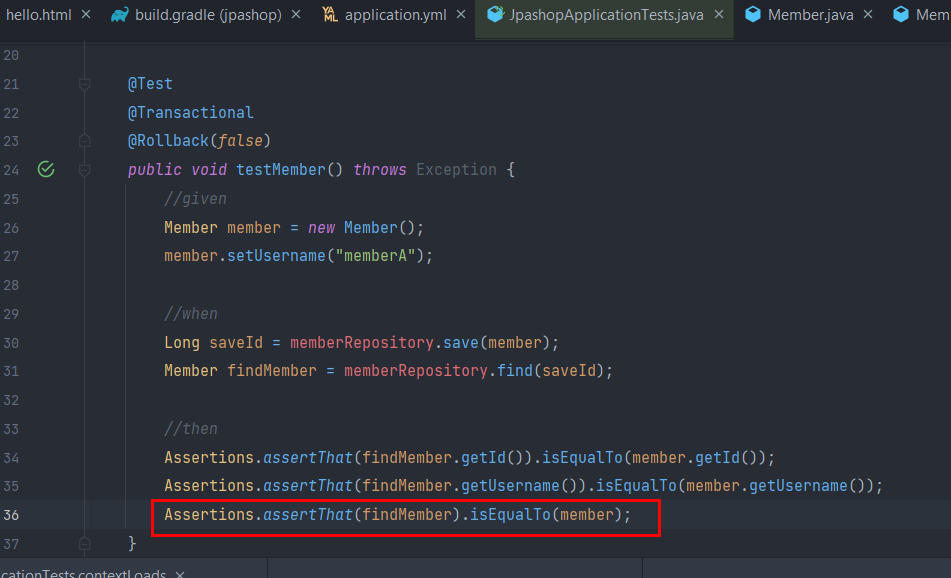 hello.html × build.gradle (jpashop) × YAML application.yml × JpashopApplicationTests.java × Member.java × Mem
20
21 @Test
22 @Transactional
23 @Rollback(false)
24 public void testMember() throws Exception {
25 //given
26 Member member = new Member();
27 member.setUsername("memberA");
28
29 //when
30 Long saveId = memberRepository.save(member);
31 Member findMember = memberRepository.find(saveId);
32
33 //then
34 Assertions.assertThat(findMember.getId()).isEqualTo(member.getId());
35 Assertions.assertThat(findMember.getUsername()).isEqualTo(member.getUsername());
36 Assertions.assertThat(findMember).isEqualTo(member);
37 }
cationTests.contextLoads ×